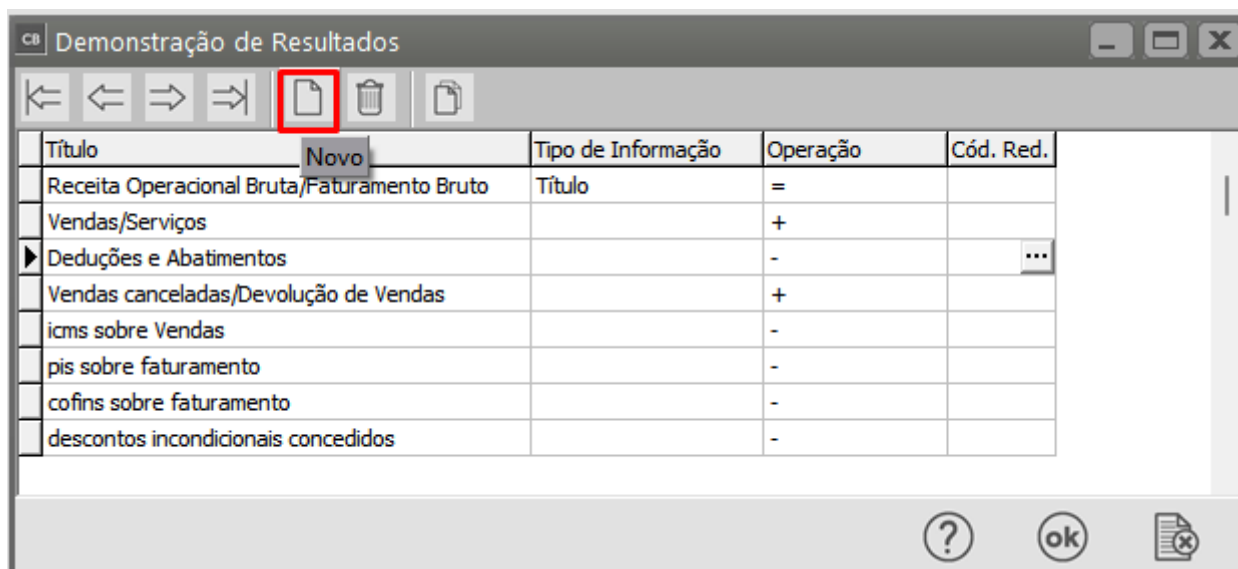 CB Demonstração de Resultados
Novo
Título Tipo de Informação Operação Cód. Red.
Receita Operacional Bruta/Faturamento Bruto Título =
Vendas/Serviços +
Deduções e Abatimentos - ...
Vendas canceladas/Devolução de Vendas +
icms sobre Vendas -
pis sobre faturamento -
cofins sobre faturamento -
descontos incondicionais concedidos -
? ok